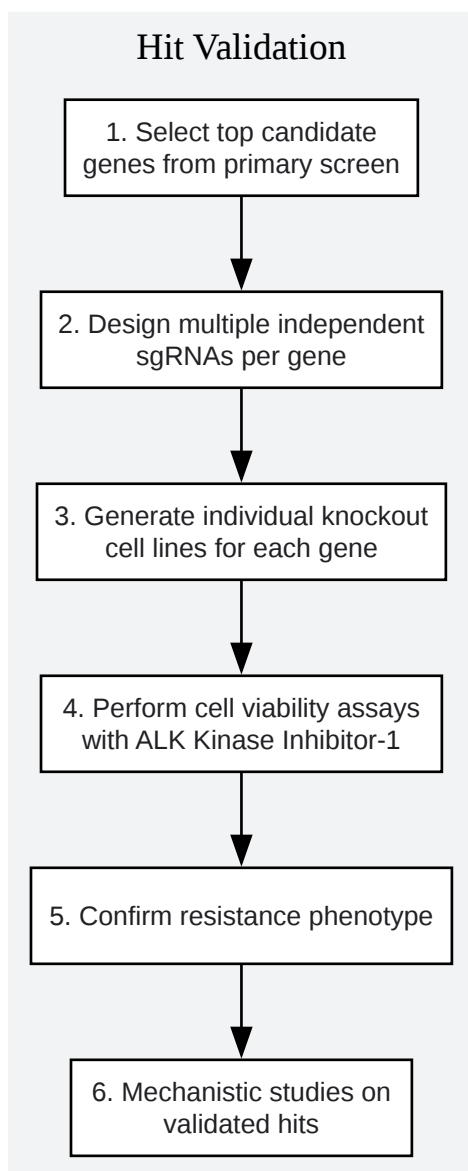 Hit Validation
1. Select top candidate
genes from primary screen
2. Design multiple independent
sgRNAs per gene
3. Generate individual knockout
cell lines for each gene
4. Perform cell viability assays
with ALK Kinase Inhibitor-1
5. Confirm resistance phenotype
6. Mechanistic studies on
validated hits